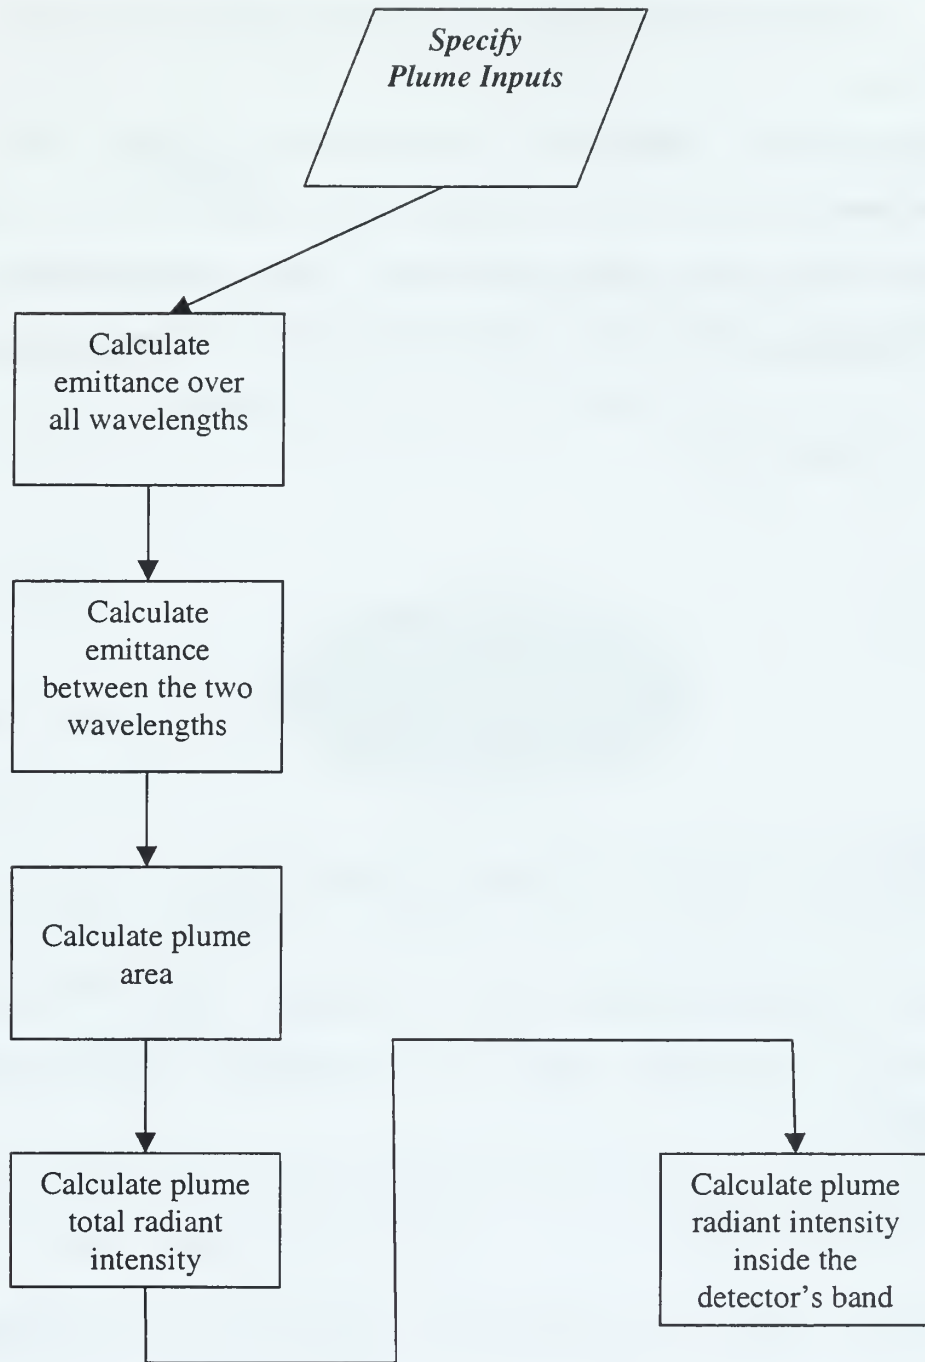 Specify
Plume Inputs
Calculate
emittance over
all wavelengths
Calculate
emittance
between the two
wavelengths
Calculate plume
area
Calculate plume
total radiant
intensity
Calculate plume
radiant intensity
inside the
detector's band